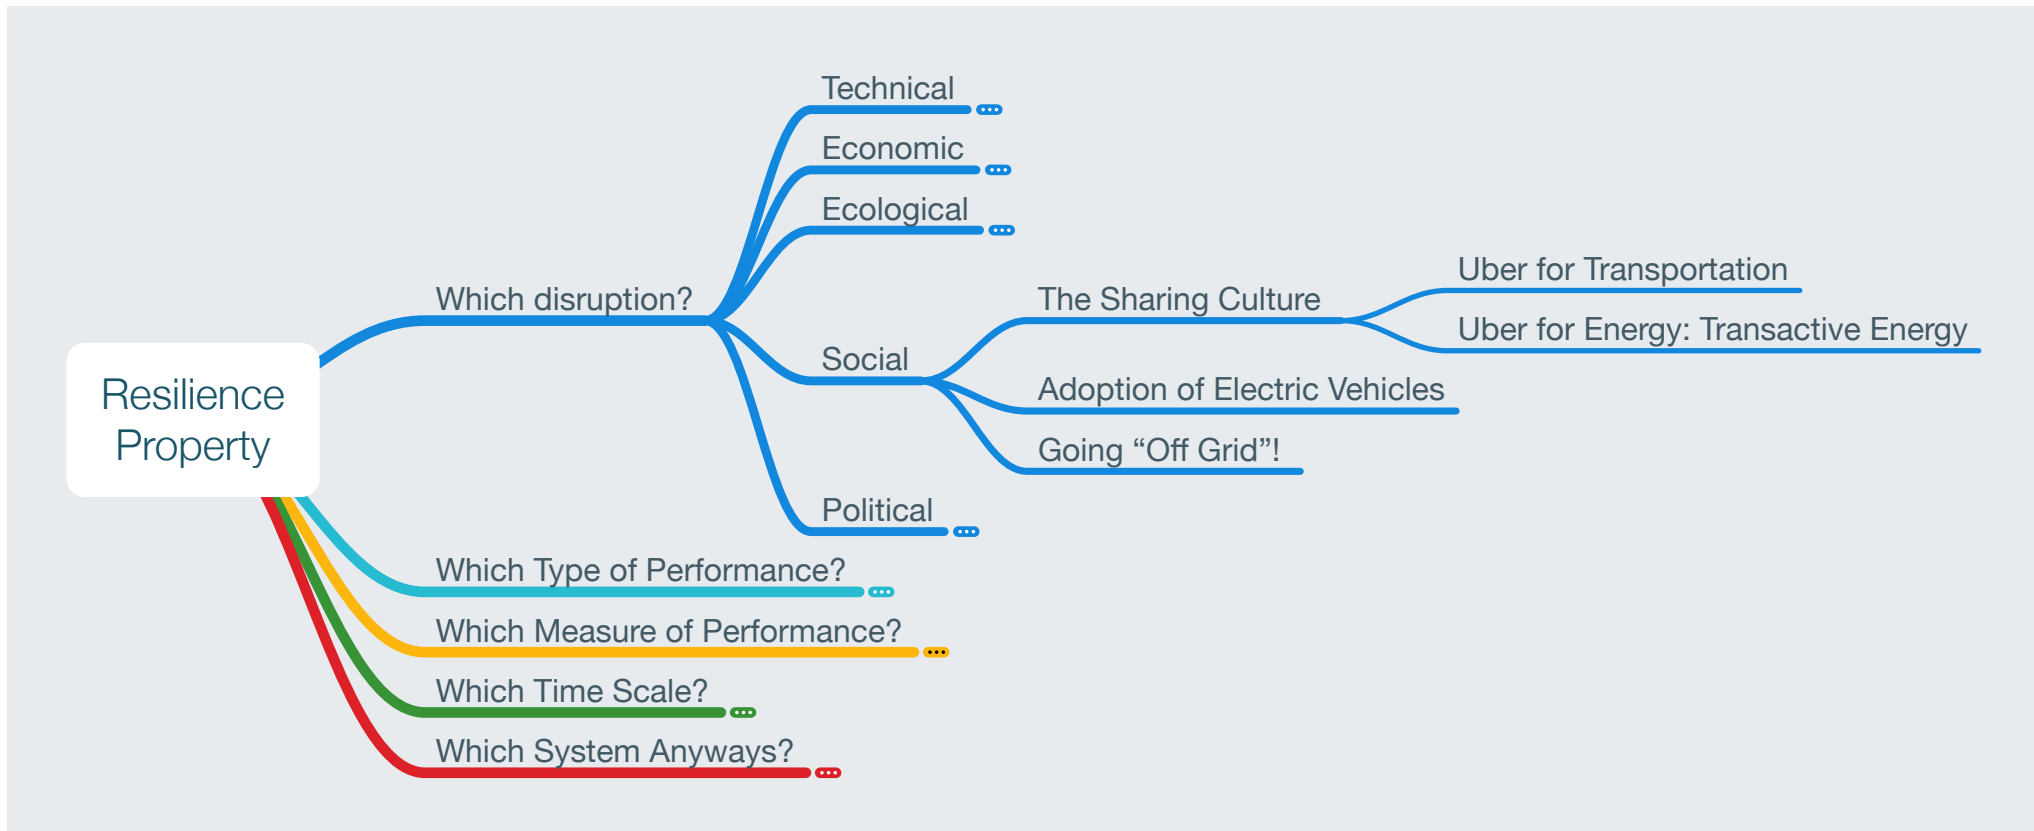 Resilience
Property
Which disruption?
Technical
Economic
Ecological
Social
The Sharing Culture
Uber for Transportation
Uber for Energy: Transactive Energy
Adoption of Electric Vehicles
Going “Off Grid”!
Political
Which Type of Performance?
Which Measure of Performance?
Which Time Scale?
Which System Anyways?